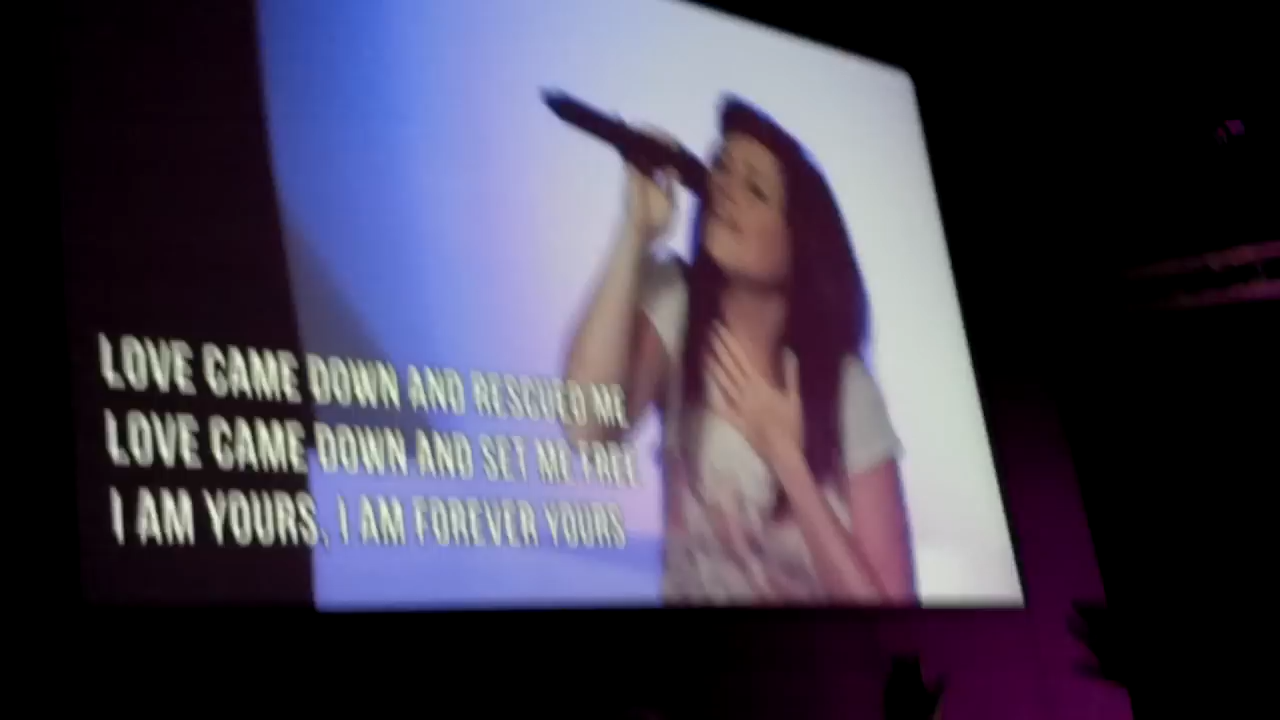 LOVE CAME DOWN AND RESCUED ME
LOVE CAME DOWN AND SET ME FREE
I AM YOURS, I AM FOREVER YOURS